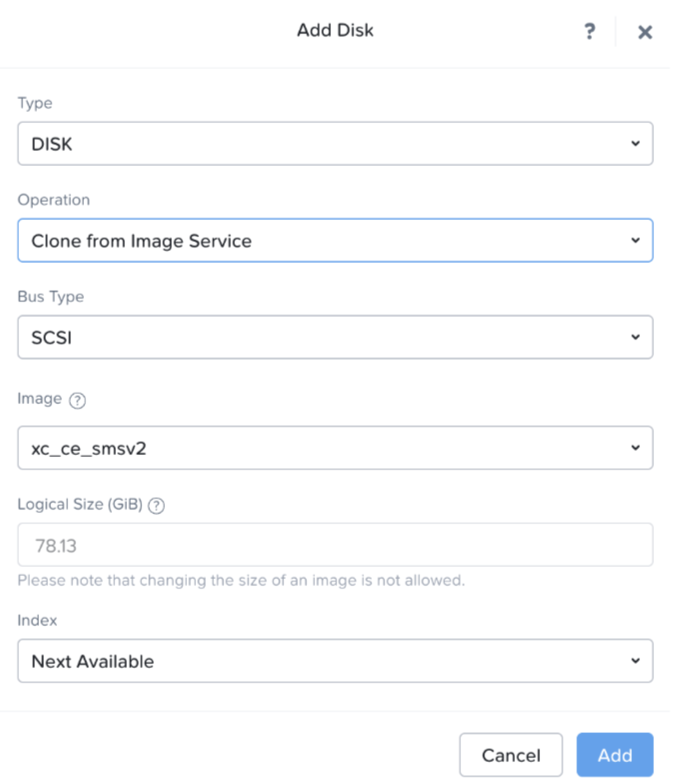 Add Disk ?
Type
DISK
Operation
Clone from Image Service
Bus Type
SCSI
Image ?
xc_ce_smsv2
Logical Size (GiB) ?
78.13
Please note that changing the size of an image is not allowed.
Index
Next Available
Cancel Add